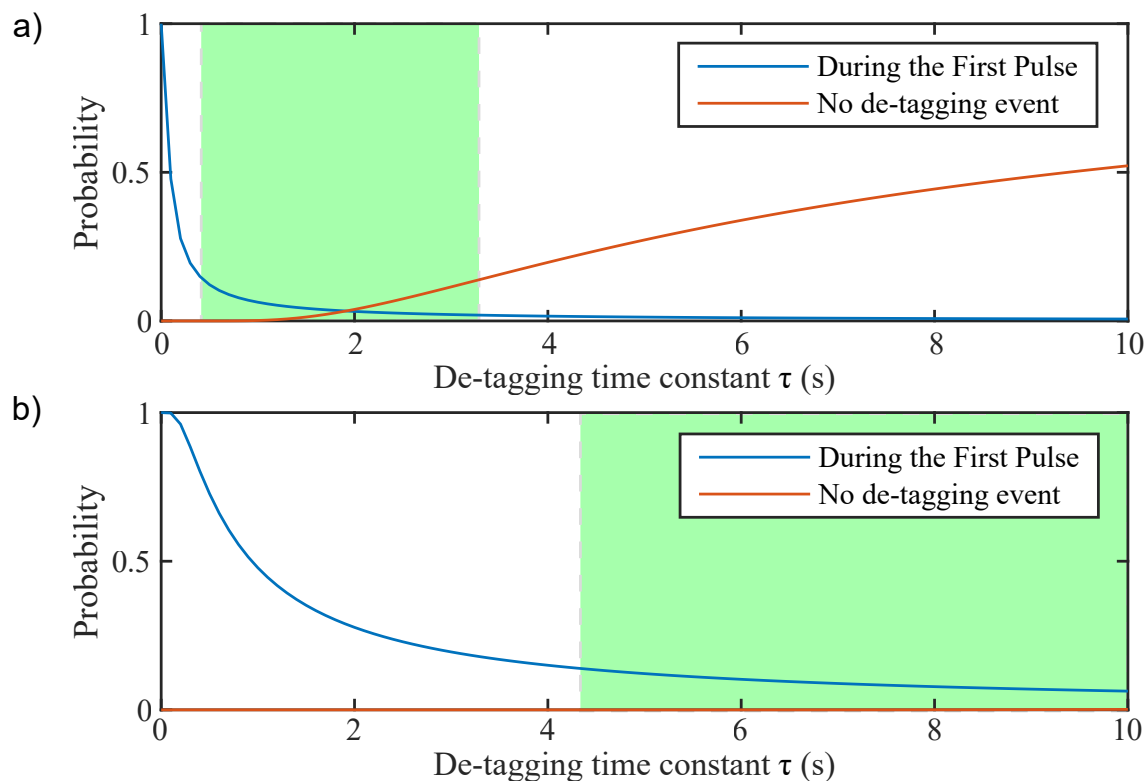 a)
1
0.5
0
Probability
During the First Pulse
No de-tagging event
0 2 4 6 8 10
De-tagging time constant τ (s)
b)
1
0.5
0
Probability
During the First Pulse
No de-tagging event
0 2 4 6 8 10
De-tagging time constant τ (s)